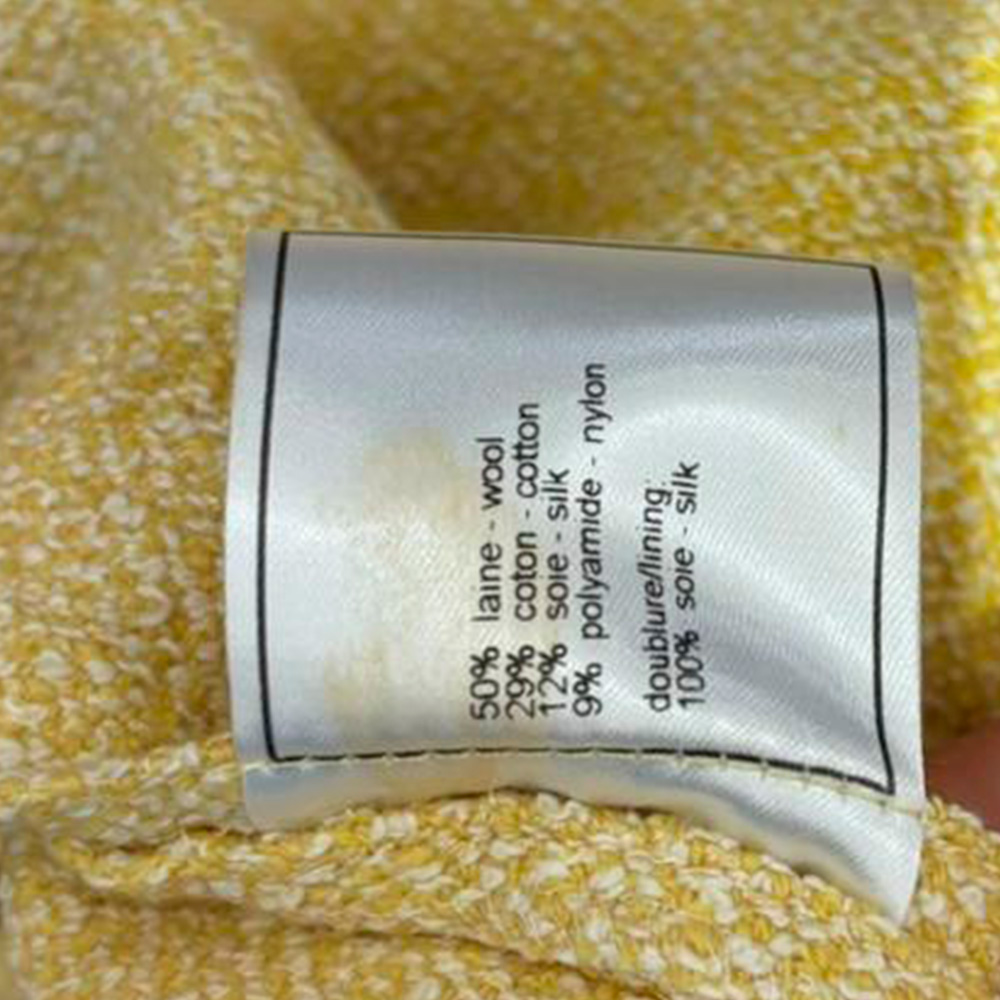 50% laine - wool
29% coton - cotton
12% soie - silk
9% polyamide - nylon
doublure/lining:
100% soie - silk